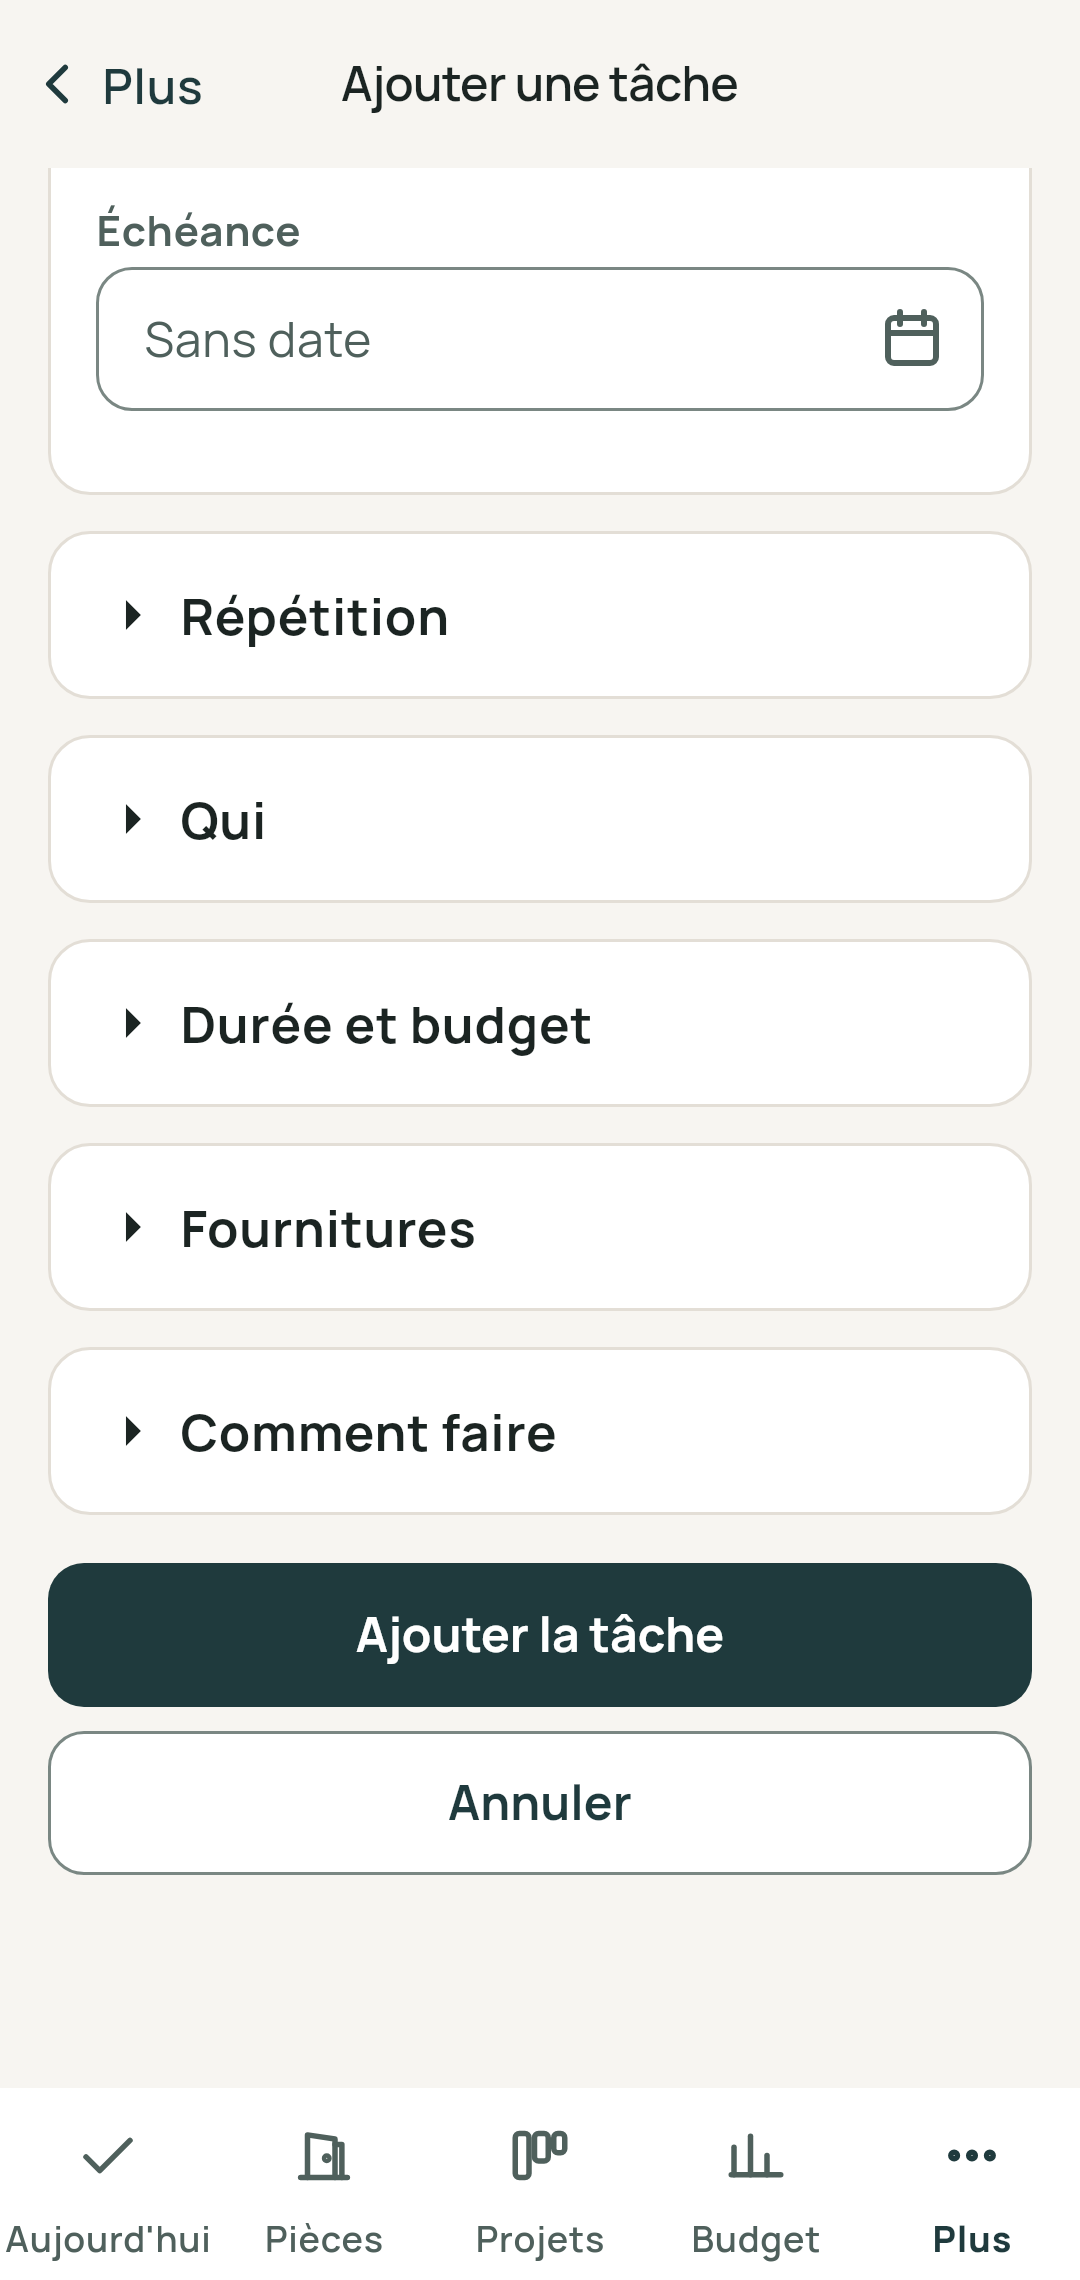 Plus
Ajouter une tâche
Échéance
Sans date
Répétition
Qui
Durée et budget
Fournitures
Comment faire
Ajouter la tâche
Annuler
Aujourd'hui
Pièces
Projets
Budget
Plus